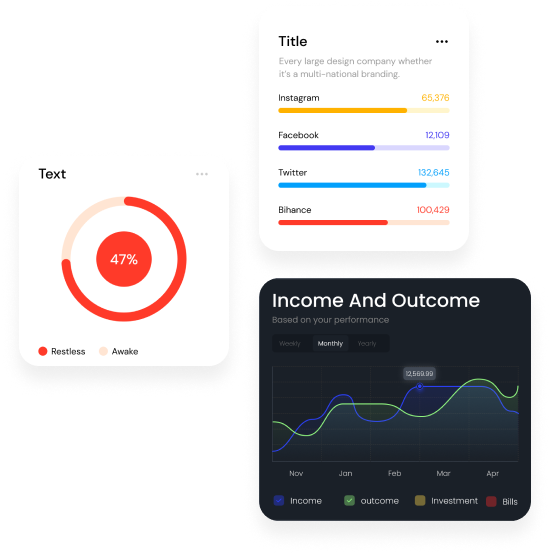 Title
Every large design company whether
it's a multi-national branding.
Instagram 65,376
Facebook 12,109
Twitter 132,645
Bihance 100,429
Text
47%
Restless Awake
Income And Outcome
Based on your performance
Weekly Monthly Yearly
12,569.99
Nov Jan Feb Mar Apr
Income outcome Investment Bills